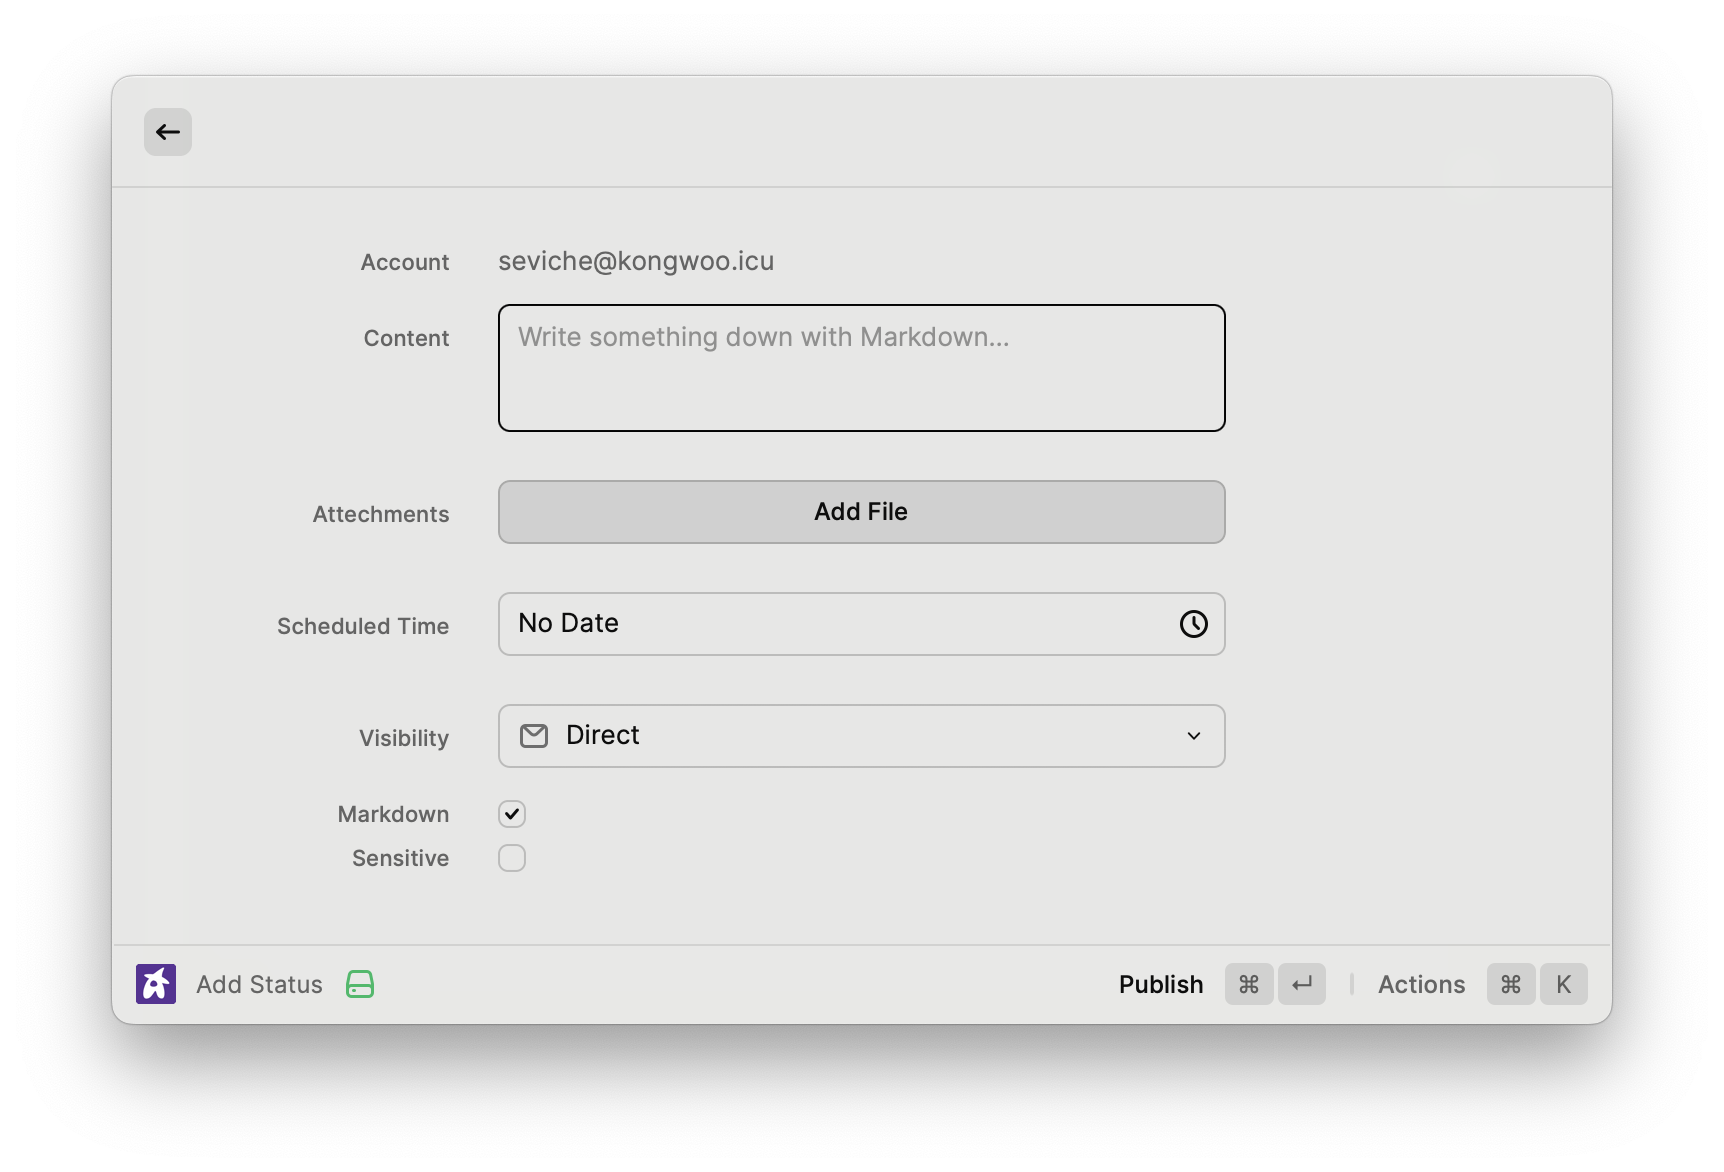 Account seviche@kongwoo.icu
Content Write something down with Markdown...
Attechments Add File
Scheduled Time No Date
Visibility Direct
Markdown
Sensitive
Add Status Publish ⌘ ↵ Actions ⌘ K